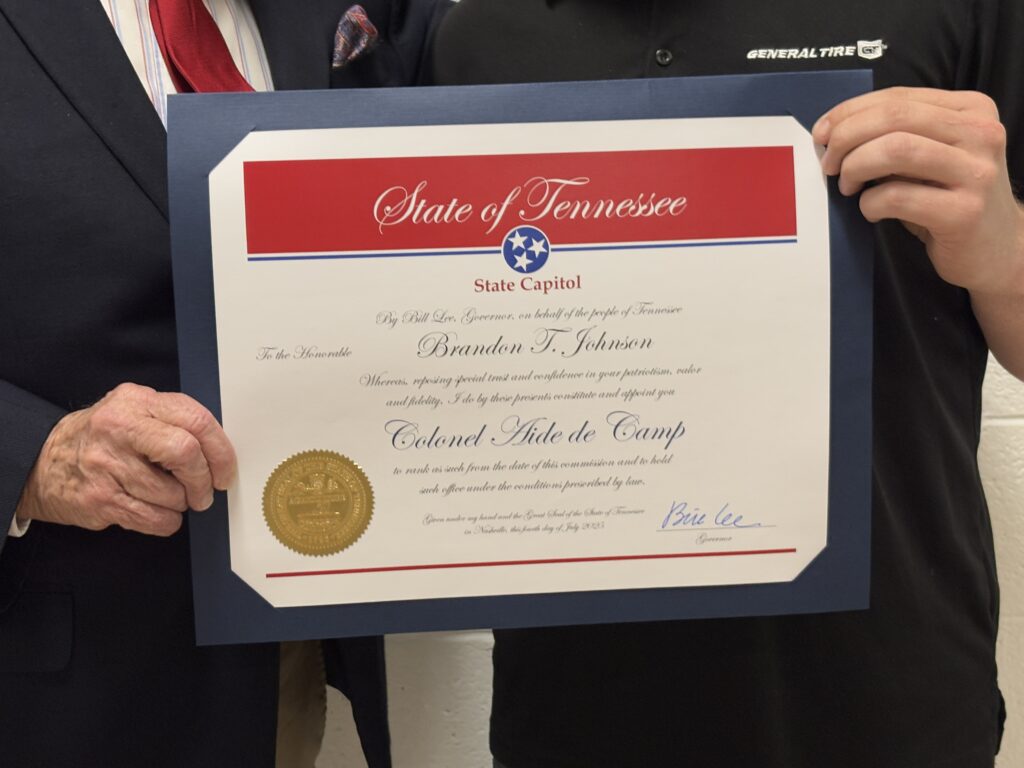 GENERAL TIRE
State of Tennessee
State Capitol
By Bill Lee, Governor, on behalf of the people of Tennessee
To the Honorable Brandon T. Johnson
Whereas, reposing special trust and confidence in your patriotism, valor
and fidelity, I do by these presents constitute and appoint you
Colonel Aide de Camp
to rank as such from the date of this commission and to hold
such office under the conditions prescribed by law.
Given under my hand and the Great Seal of the State of Tennessee
in Nashville, this fourth day of July 2025
Bill Lee
Governor